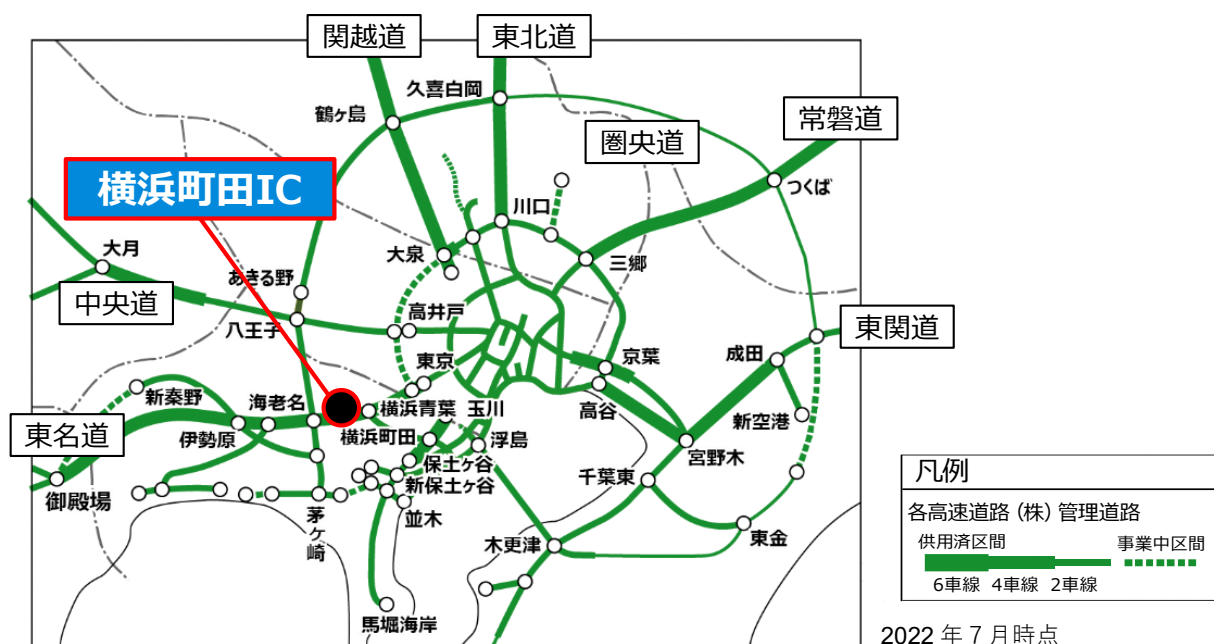 関越道
東北道
久喜白岡
鶴ヶ島
常磐道
圏央道
横浜町田IC
つくば
川口
大泉
三郷
大月
あきる野
中央道
高井戸
八王子
東関道
京葉
成田
東京
新秦野
海老名
横浜青葉
玉川
高谷
新空港
東名道
伊勢原
横浜町田
浮島
宮野木
保土ヶ谷
新保土ヶ谷
千葉東
御殿場
茅ヶ崎
並木
木更津
東金
馬堀海岸
凡例
各高速道路（株）管理道路
供用済区間
事業中区間
6車線 4車線 2車線
2022 年７月時点